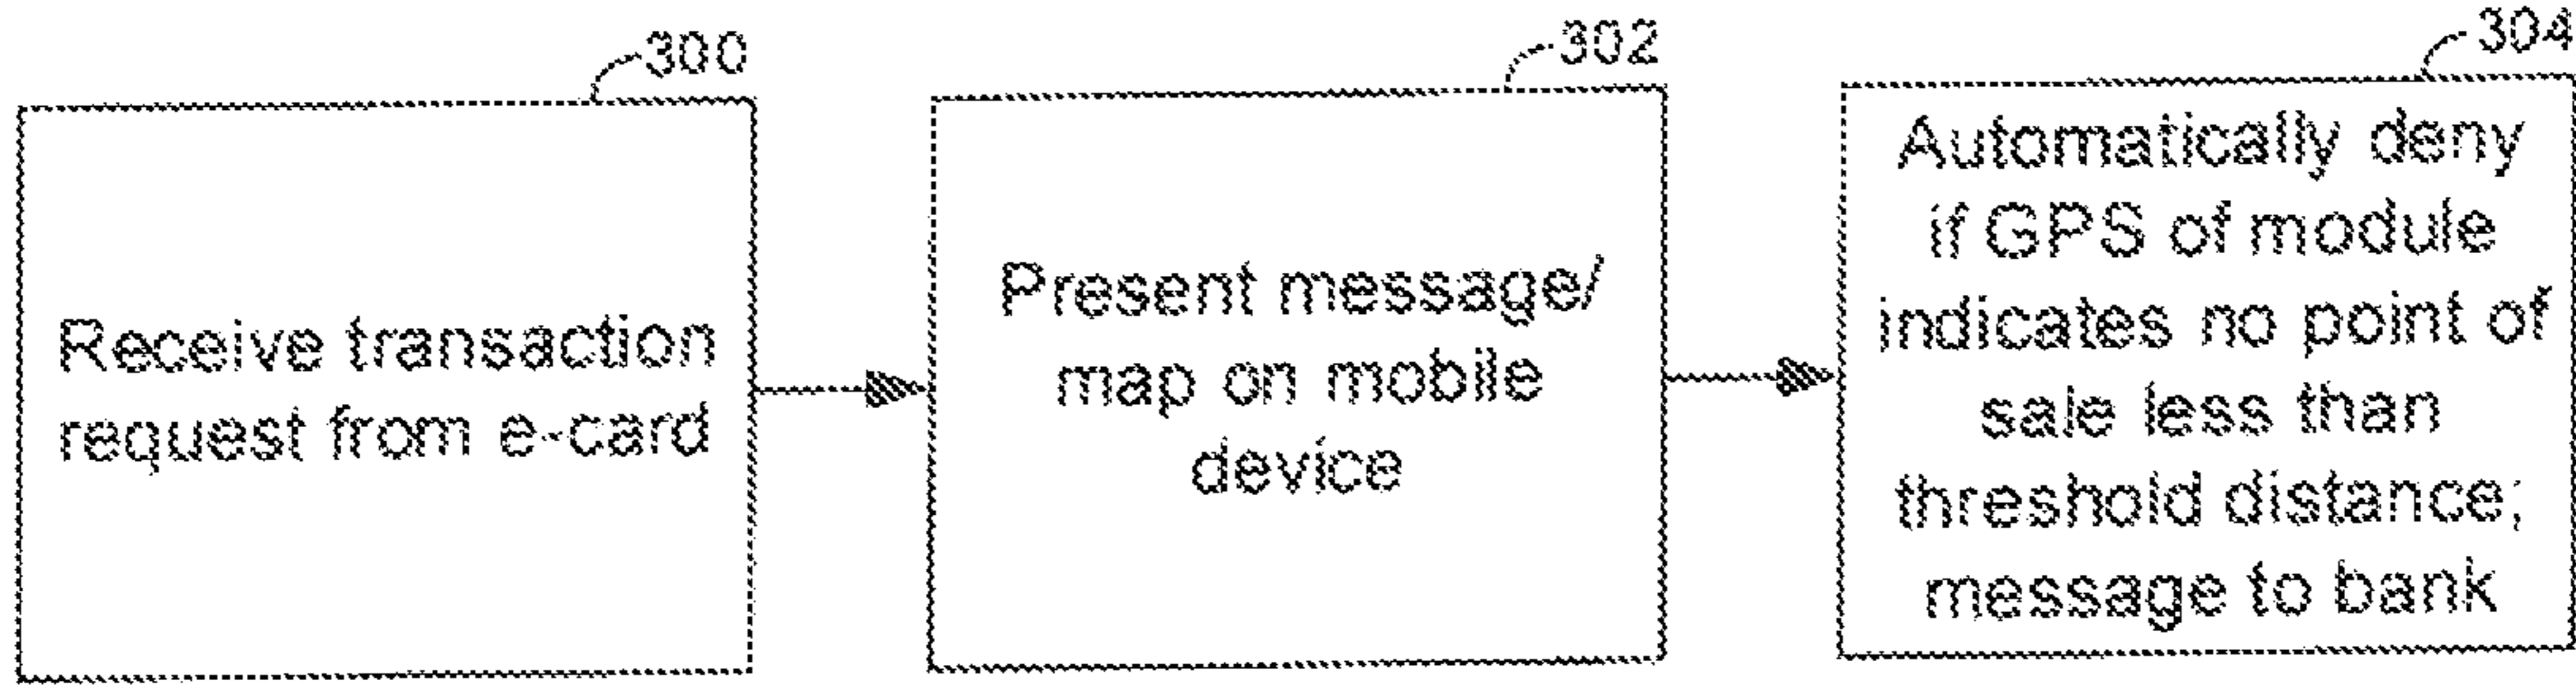 300
Receive transaction
request from e-card
302
Present message/
map on mobile
device
304
Automatically deny
if GPS of module
indicates no point of
sale less than
threshold distance;
message to bank